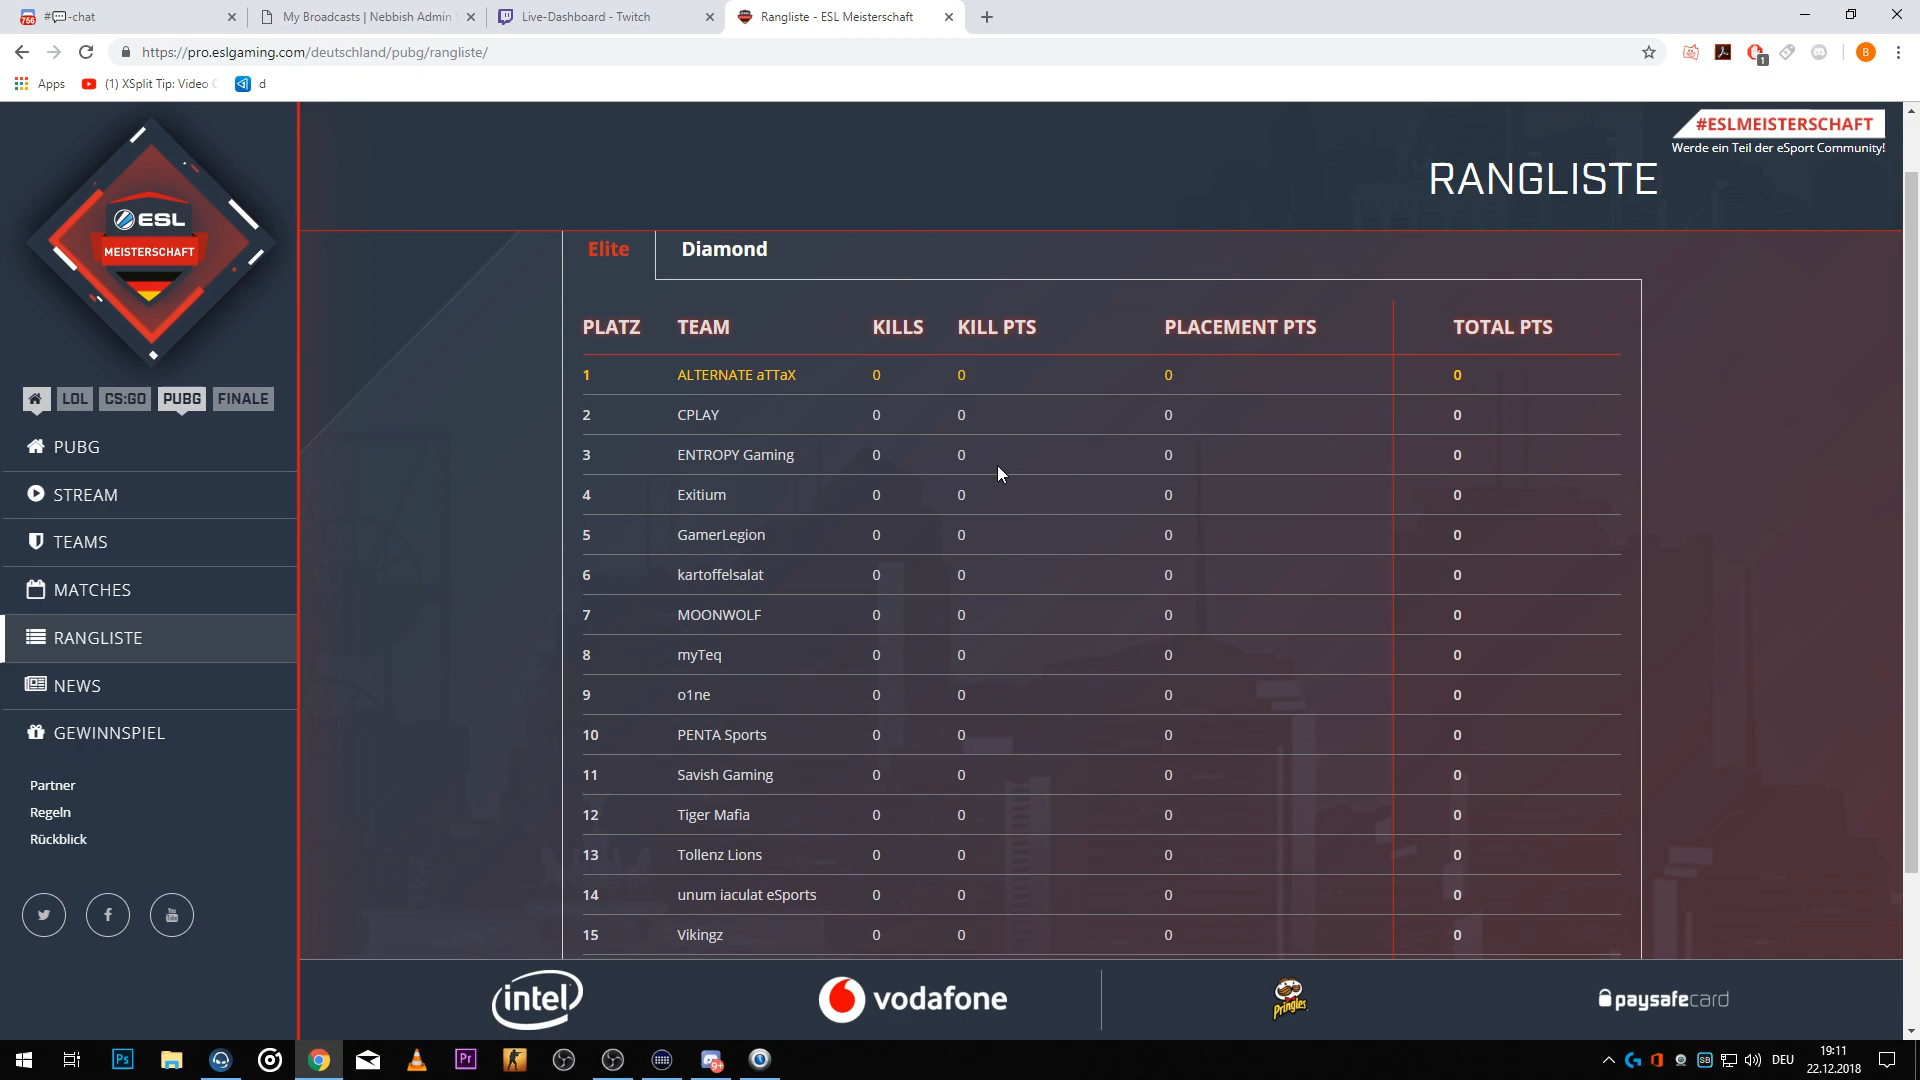 756
#💬-chat
My Broadcasts | Nebbish Admin
Live-Dashboard - Twitch
Rangliste - ESL Meisterschaft
https://pro.eslgaming.com/deutschland/pubg/rangliste/
1
B
Apps
(1) XSplit Tip: Video
d
ESL
MEISTERSCHAFT
#ESLMEISTERSCHAFT
Werde ein Teil der eSport Community!
RANGLISTE
Elite
Diamond
LOL
CS:GO
PUBG
FINALE
PUBG
STREAM
TEAMS
MATCHES
RANGLISTE
NEWS
GEWINNSPIEL
Partner
Regeln
Rückblick
You Tube
PLATZ TEAM KILLS KILL PTS PLACEMENT PTS TOTAL PTS
1 ALTERNATE aTTaX 0 0 0 0
2 CPLAY 0 0 0 0
3 ENTROPY Gaming 0 0 0 0
4 Exitium 0 0 0 0
5 GamerLegion 0 0 0 0
6 kartoffelsalat 0 0 0 0
7 MOONWOLF 0 0 0 0
8 myTeq 0 0 0 0
9 o1ne 0 0 0 0
10 PENTA Sports 0 0 0 0
11 Savish Gaming 0 0 0 0
12 Tiger Mafia 0 0 0 0
13 Tollenz Lions 0 0 0 0
14 unum iaculat eSports 0 0 0 0
15 Vikingz 0 0 0 0
intel
vodafone
Pringles
paysafecard
Ps
Pr
9+
SB
DEU
19:11
22.12.2018